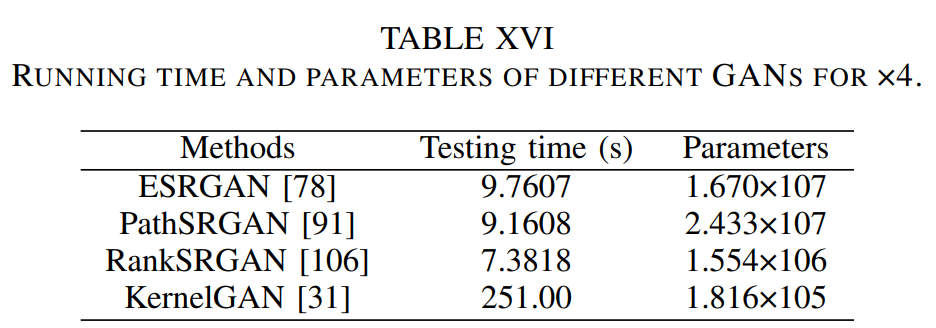 TABLE XVI
RUNNING TIME AND PARAMETERS OF DIFFERENT GANS FOR ×4.
Methods Testing time (s) Parameters
ESRGAN [78] 9.7607 1.670×107
PathSRGAN [91] 9.1608 2.433×107
RankSRGAN [106] 7.3818 1.554×106
KernelGAN [31] 251.00 1.816×105